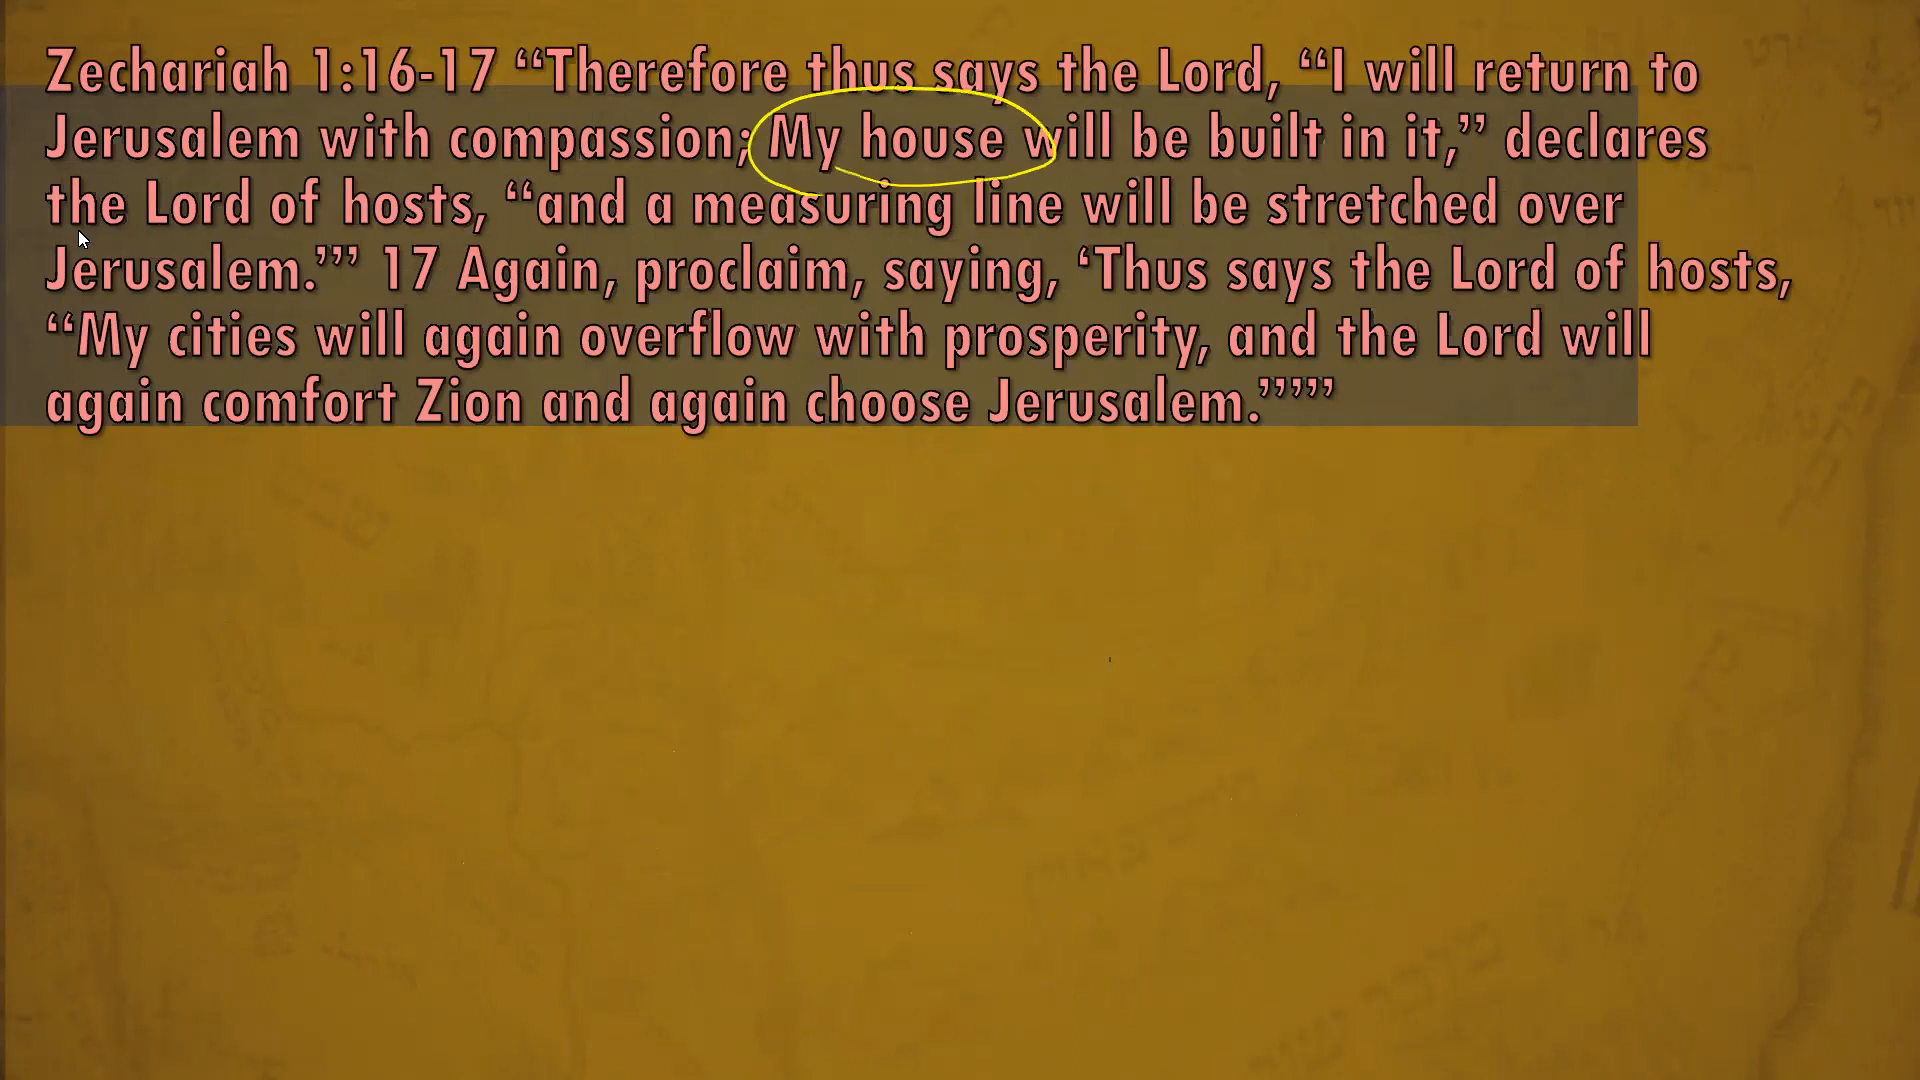 Zechariah 1:16-17 “Therefore thus says the Lord, “I will return to
Jerusalem with compassion; My house will be built in it,” declares
the Lord of hosts, “and a measuring line will be stretched over
Jerusalem.”’ 17 Again, proclaim, saying, ‘Thus says the Lord of hosts,
“My cities will again overflow with prosperity, and the Lord will
again comfort Zion and again choose Jerusalem.”’”